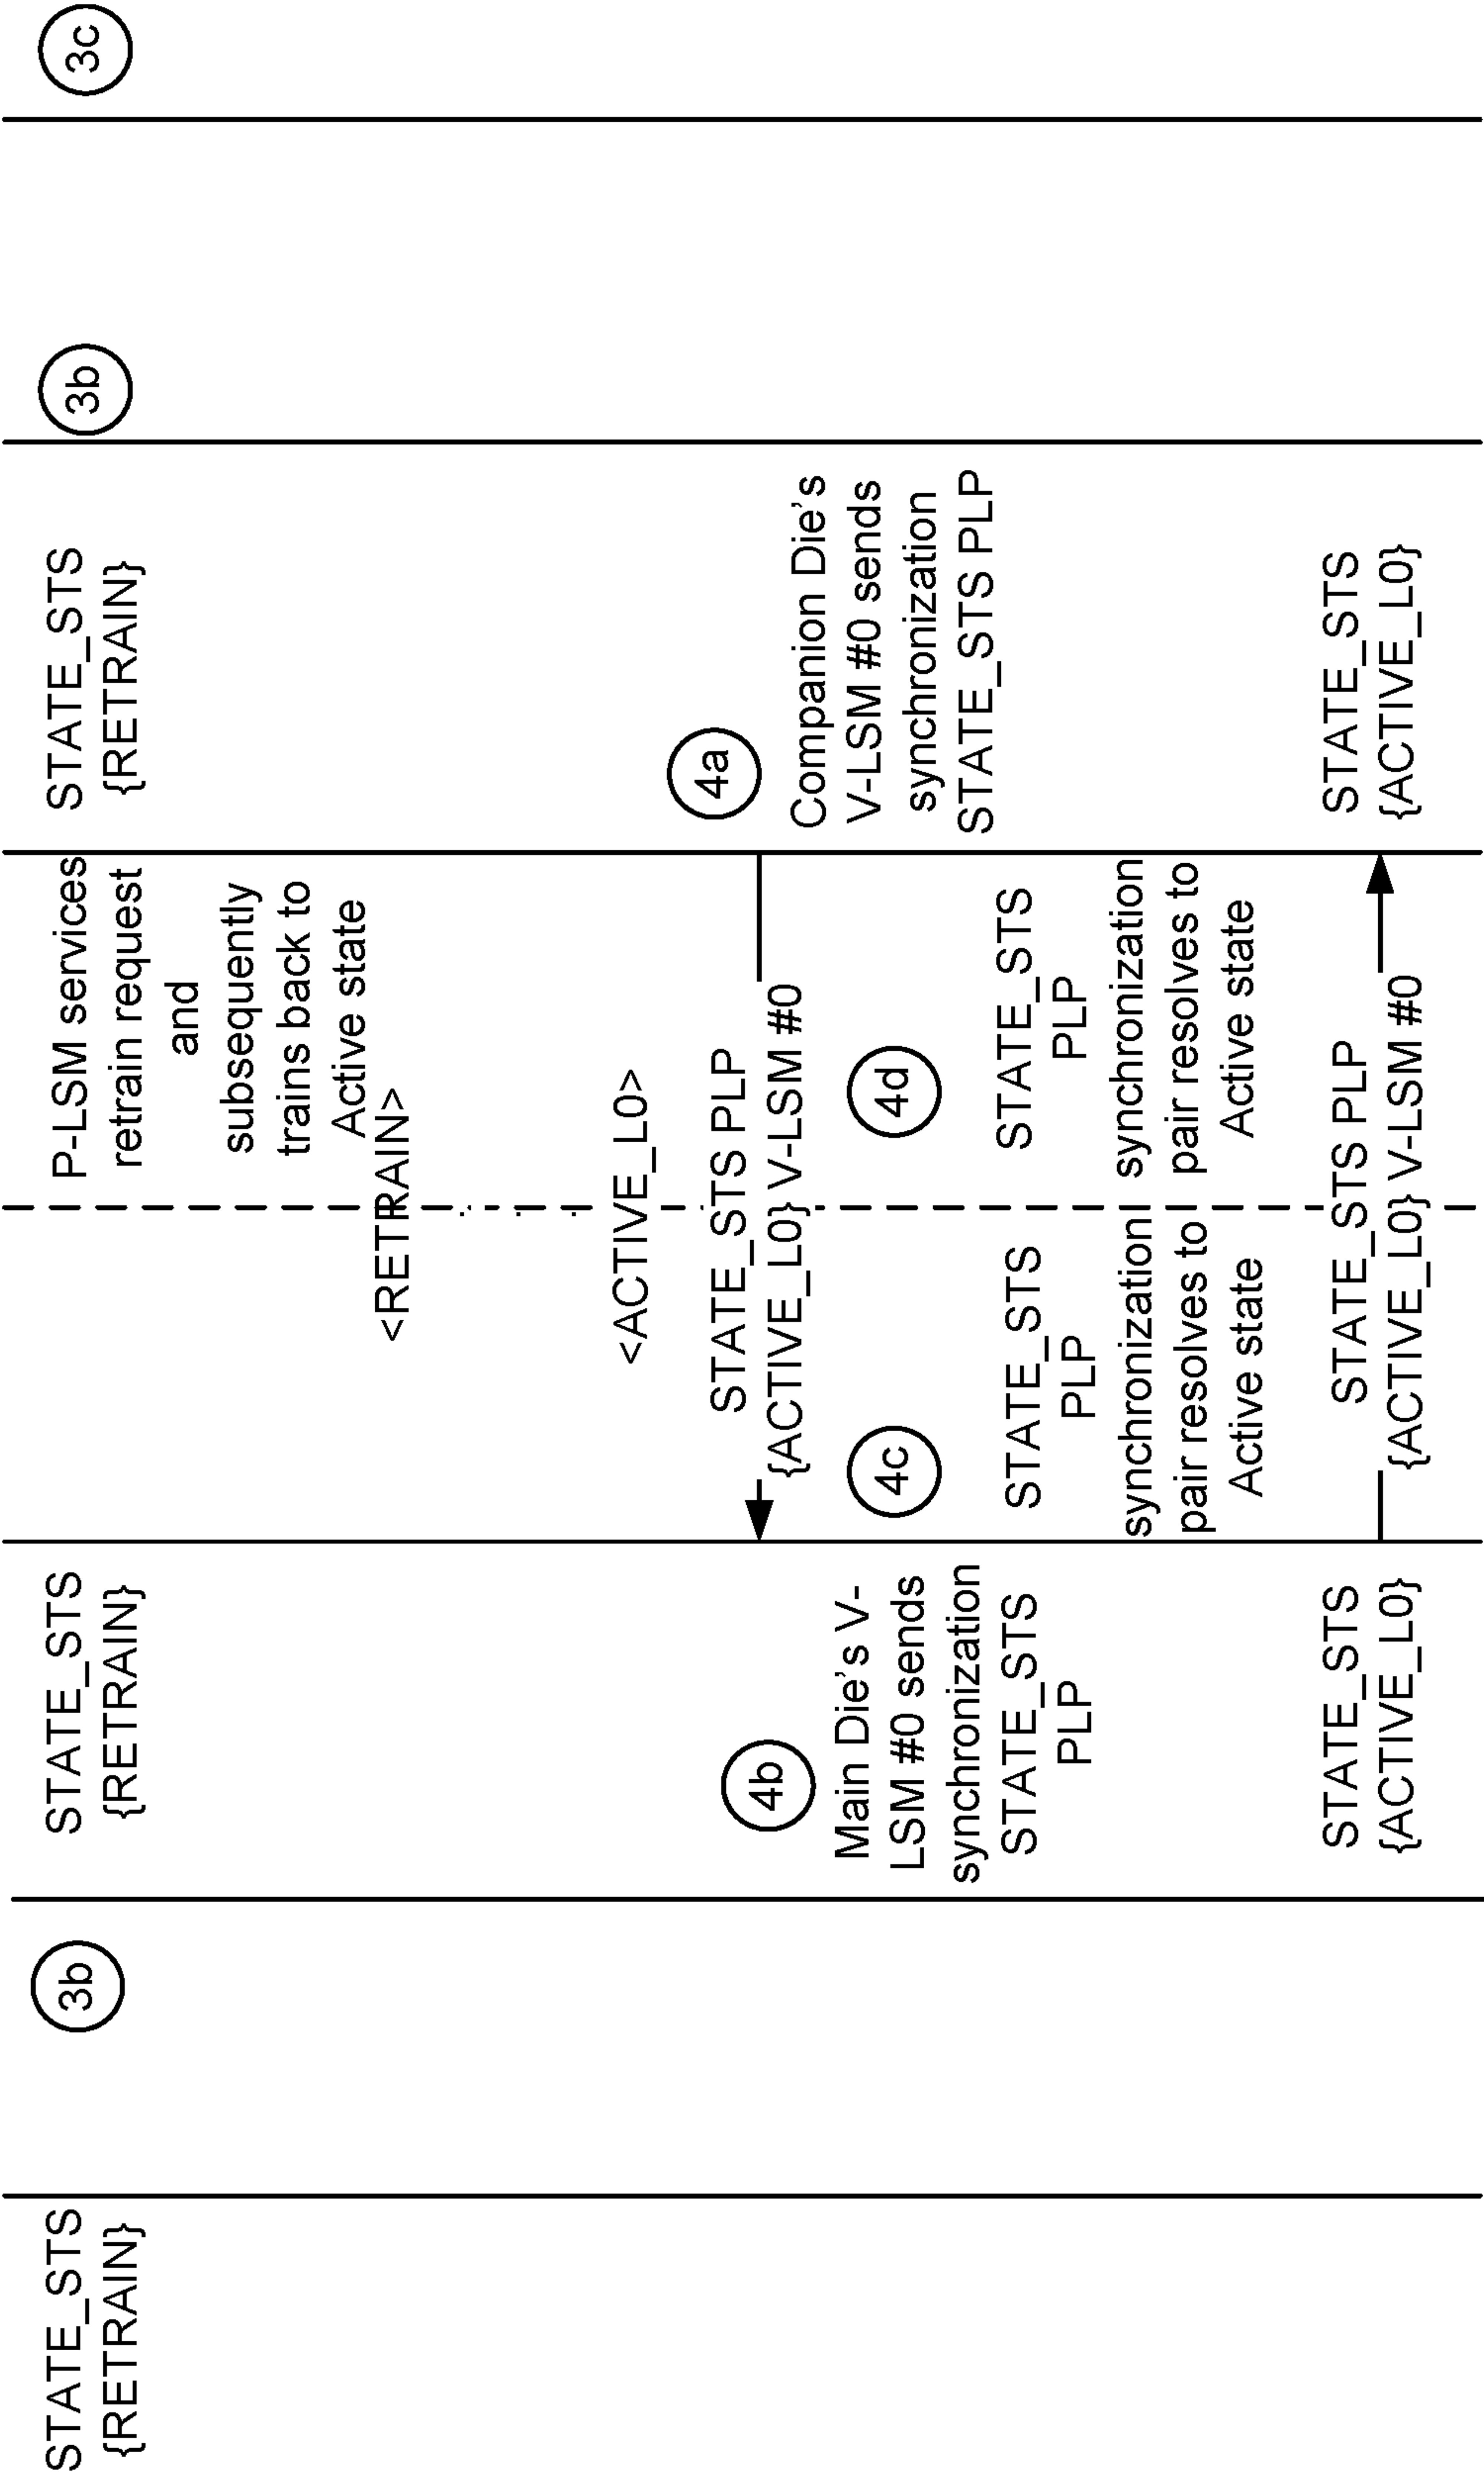 STATE_STS
{RETRAIN}
3b
STATE_STS
{RETRAIN}
P-LSM services
retrain request
and
subsequently
trains back to
Active state
STATE_STS
{RETRAIN}
3b
3c
<RETRAIN>
<ACTIVE_L0>
STATE_STS PLP
{ACTIVE_L0} V-LSM #0
4a
Companion Die's
V-LSM #0 sends
synchronization
STATE_STS PLP
4b
Main Die's V-
LSM #0 sends
synchronization
STATE_STS
PLP
4c
STATE_STS
PLP
synchronization
pair resolves to
Active state
4d
STATE_STS
PLP
synchronization
pair resolves to
Active state
STATE_STS
{ACTIVE_L0}
STATE_STS PLP
{ACTIVE_L0} V-LSM #0
STATE_STS
{ACTIVE_L0}